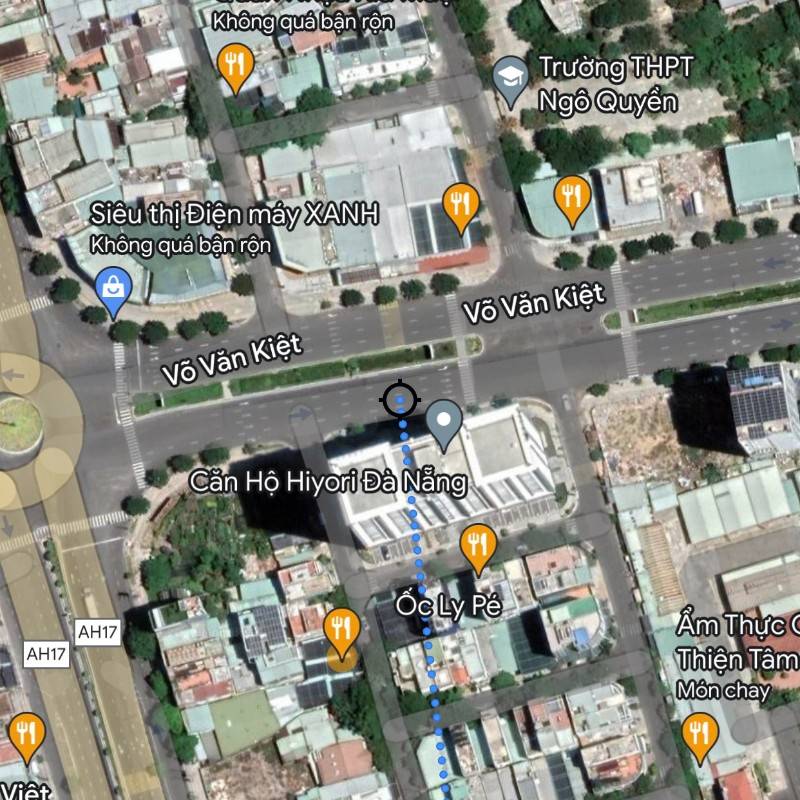 Không quá bận rộn
Trường THPT
Ngô Quyền
Siêu thị Điện máy XANH
Không quá bận rộn
Võ Văn Kiệt
Võ Văn Kiệt
Căn Hộ Hiyori Đà Nẵng
Ốc Ly Pé
AH17
AH17
Ẩm Thực
Thiện Tâm
Món chay
Việt